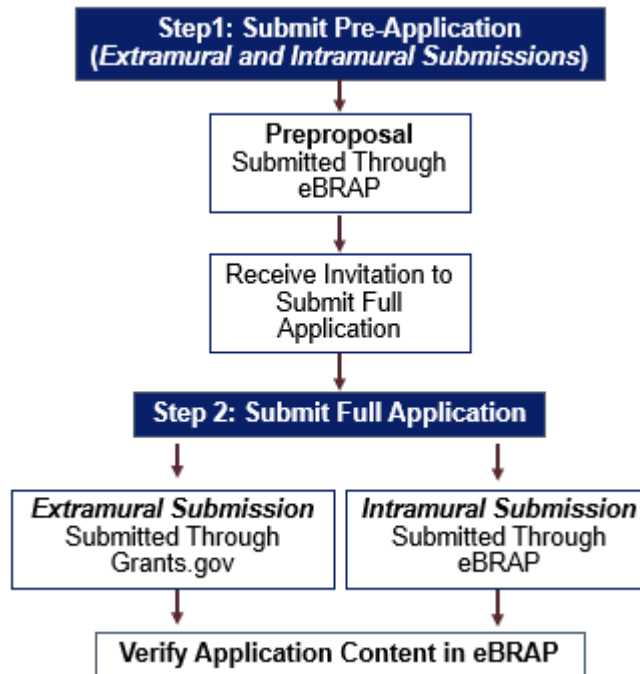 Step1: Submit Pre-Application
(Extramural and Intramural Submissions)
Preproposal
Submitted Through
eBRAP
Receive Invitation to
Submit Full
Application
Step 2: Submit Full Application
Extramural Submission
Submitted Through
Grants.gov
Intramural Submission
Submitted Through
eBRAP
Verify Application Content in eBRAP